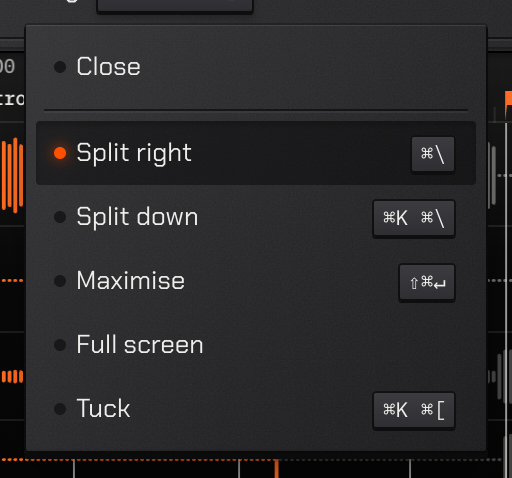 Close
Split right ⌘\
Split down ⌘K ⌘\
Maximise ⇧⌘↵
Full screen
Tuck ⌘K ⌘[